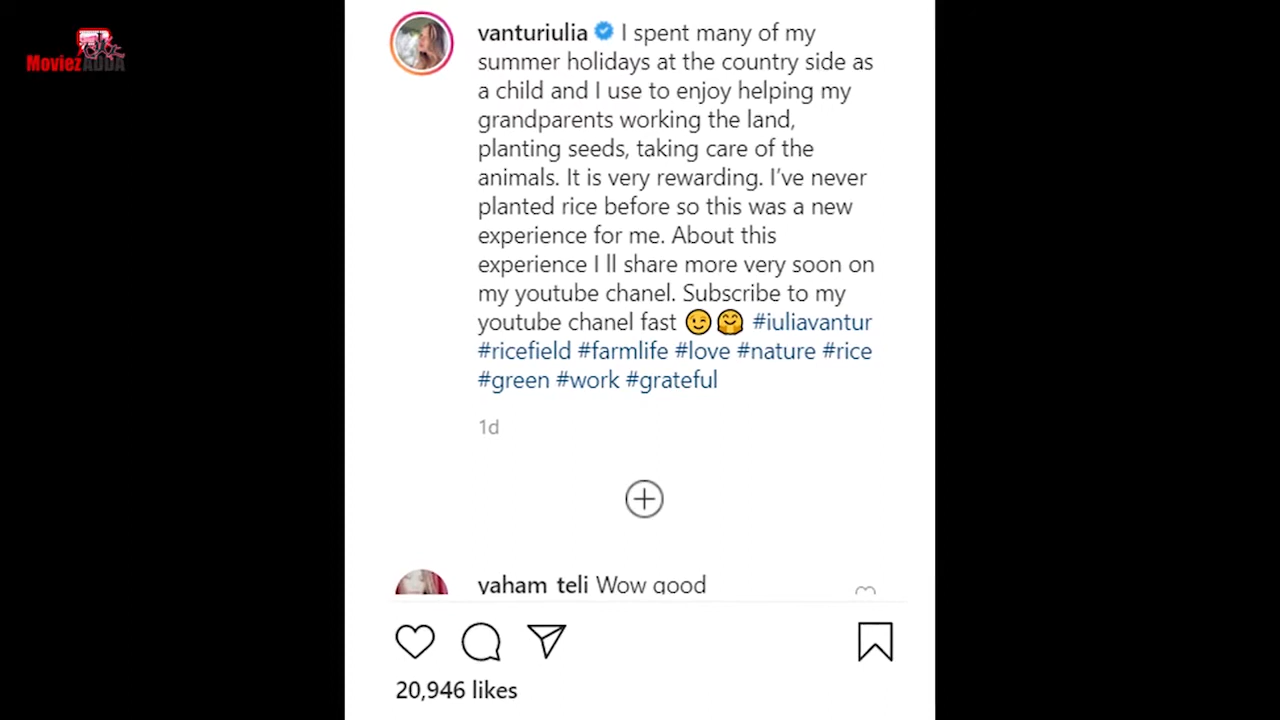 MoviezADDA
vanturiulia I spent many of my
summer holidays at the country side as
a child and I use to enjoy helping my
grandparents working the land,
planting seeds, taking care of the
animals. It is very rewarding. I’ve never
planted rice before so this was a new
experience for me. About this
experience I ll share more very soon on
my youtube chanel. Subscribe to my
youtube chanel fast 😉🤗 #iuliavantur
#ricefield #farmlife #love #nature #rice
#green #work #grateful
1d
yaham_teli Wow good
20,946 likes